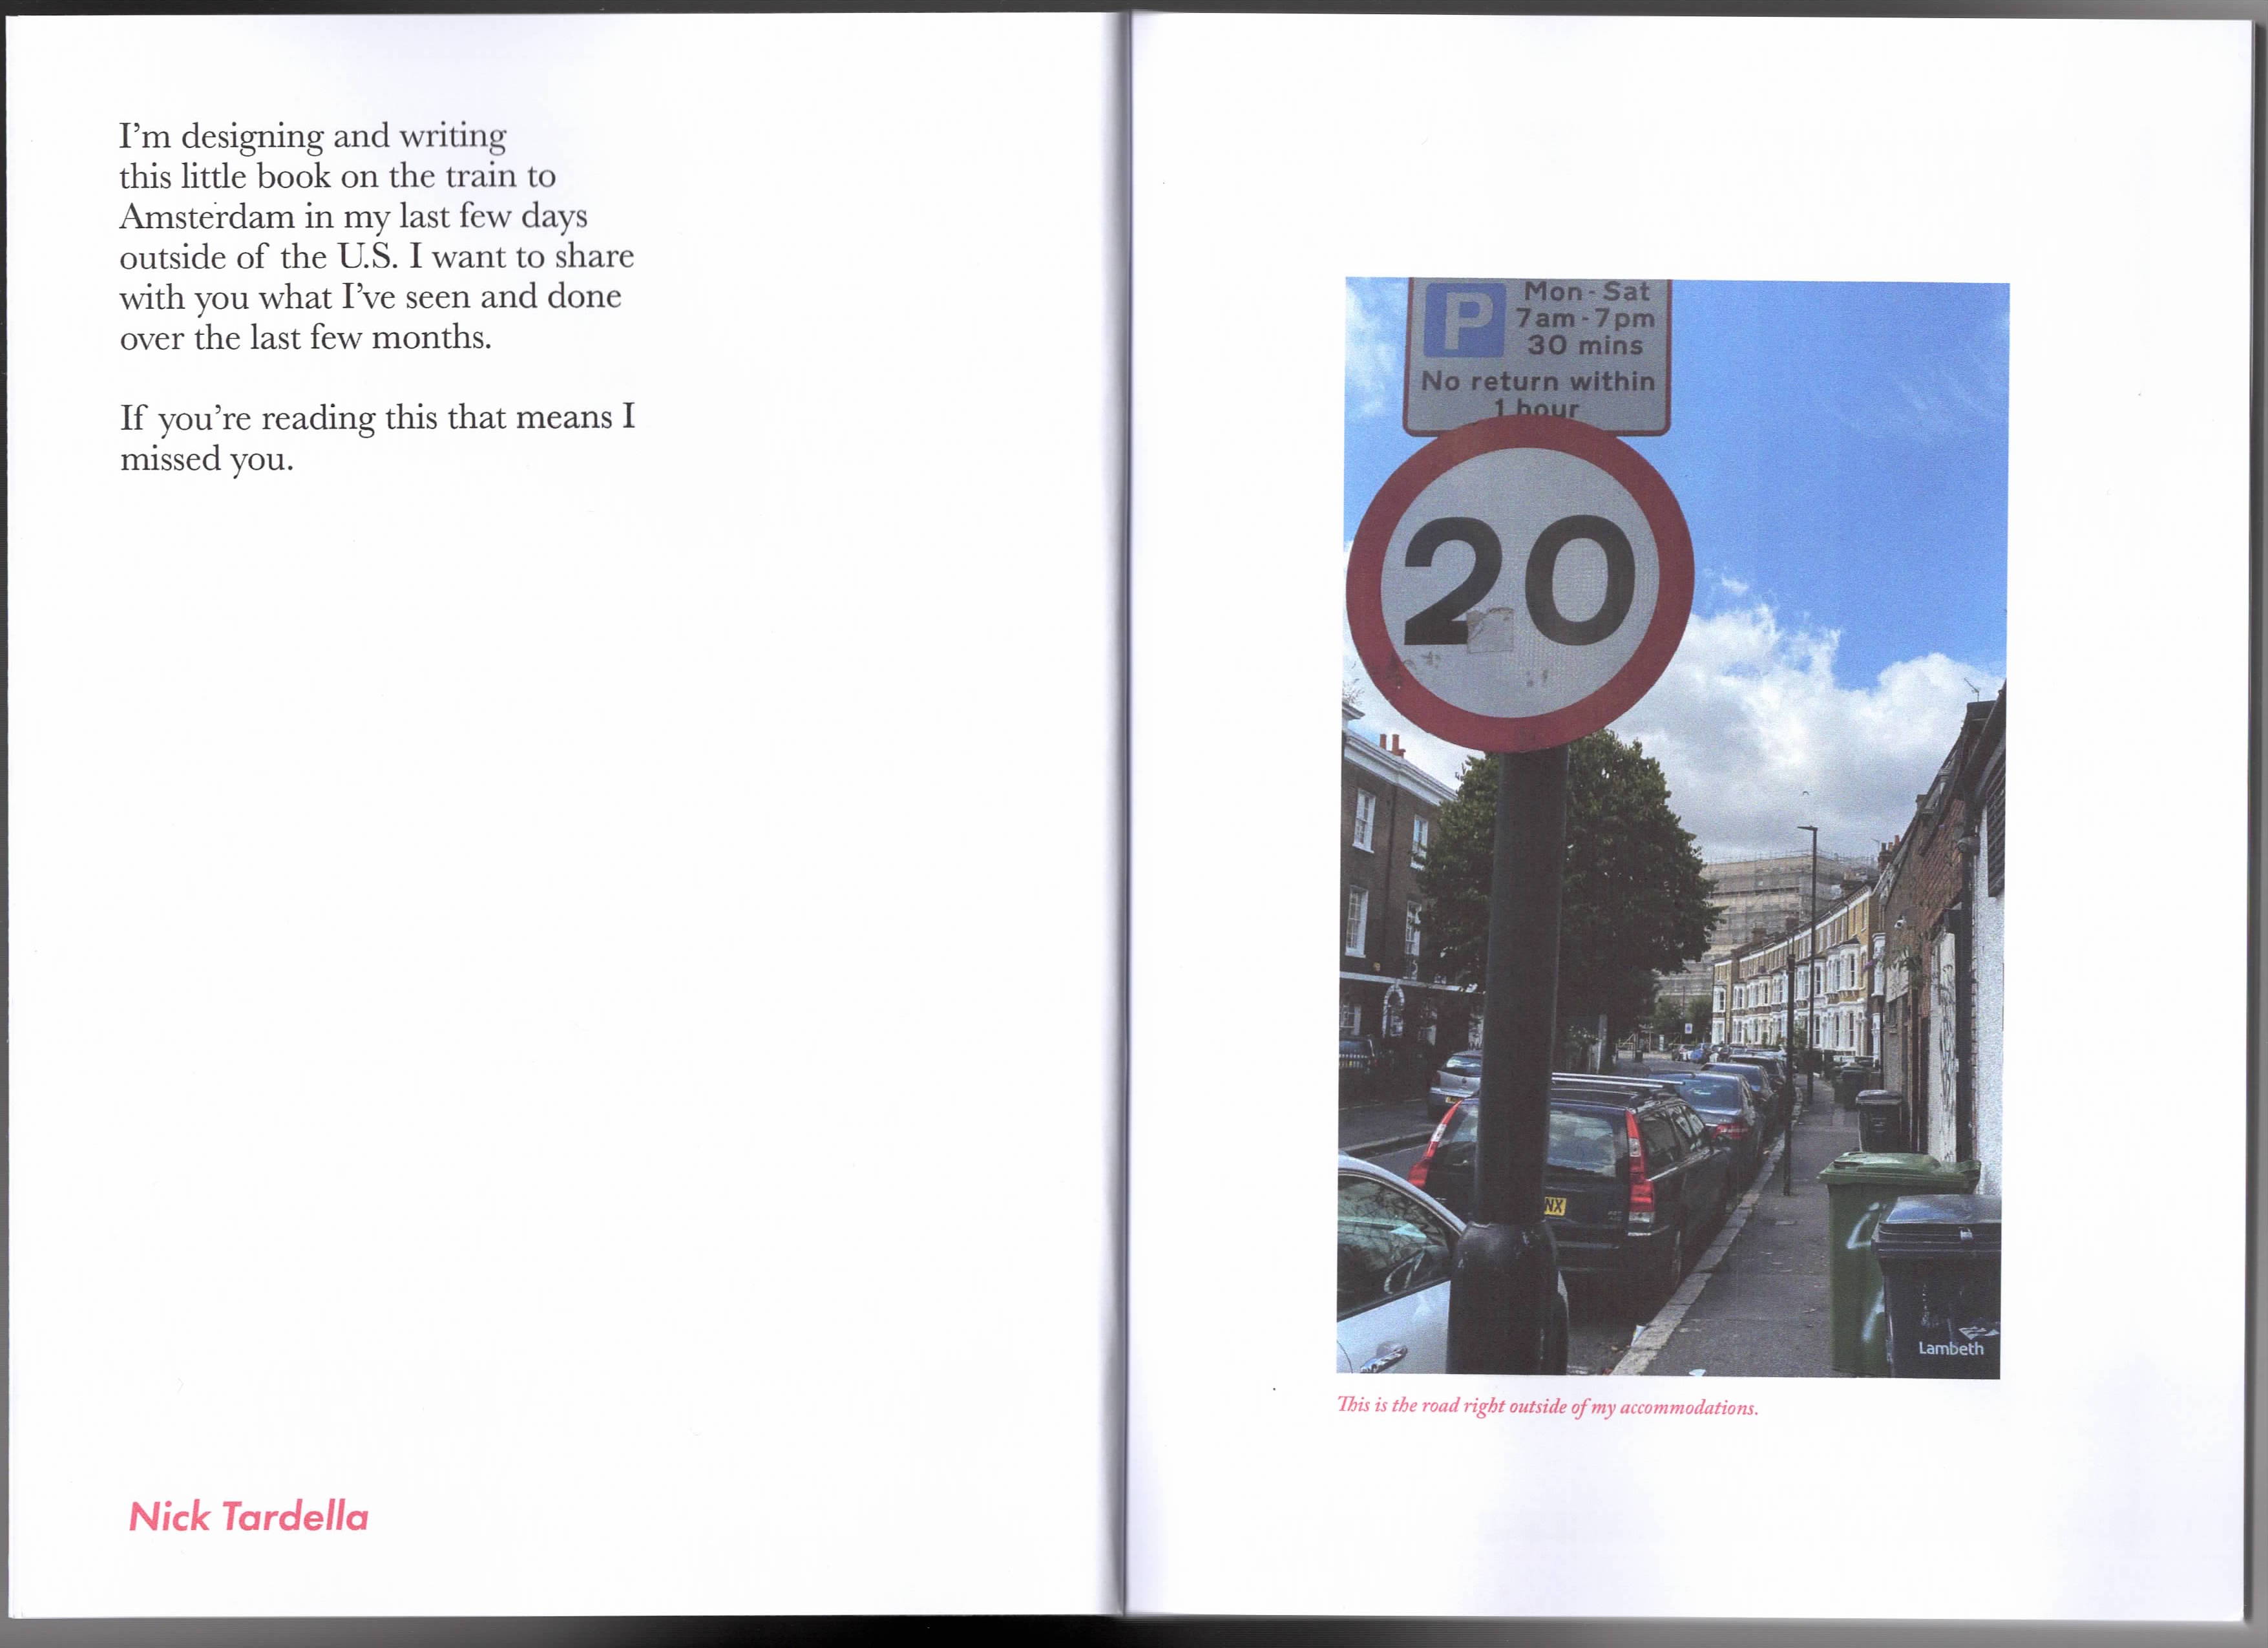 I’m designing and writing
this little book on the train to
Amsterdam in my last few days
outside of the U.S. I want to share
with you what I’ve seen and done
over the last few months.
If you’re reading this that means I
missed you.
Nick Tardella
P
Mon - Sat
7am - 7pm
30 mins
No return within
1 hour
20
NX
Lambeth
This is the road right outside of my accommodations.